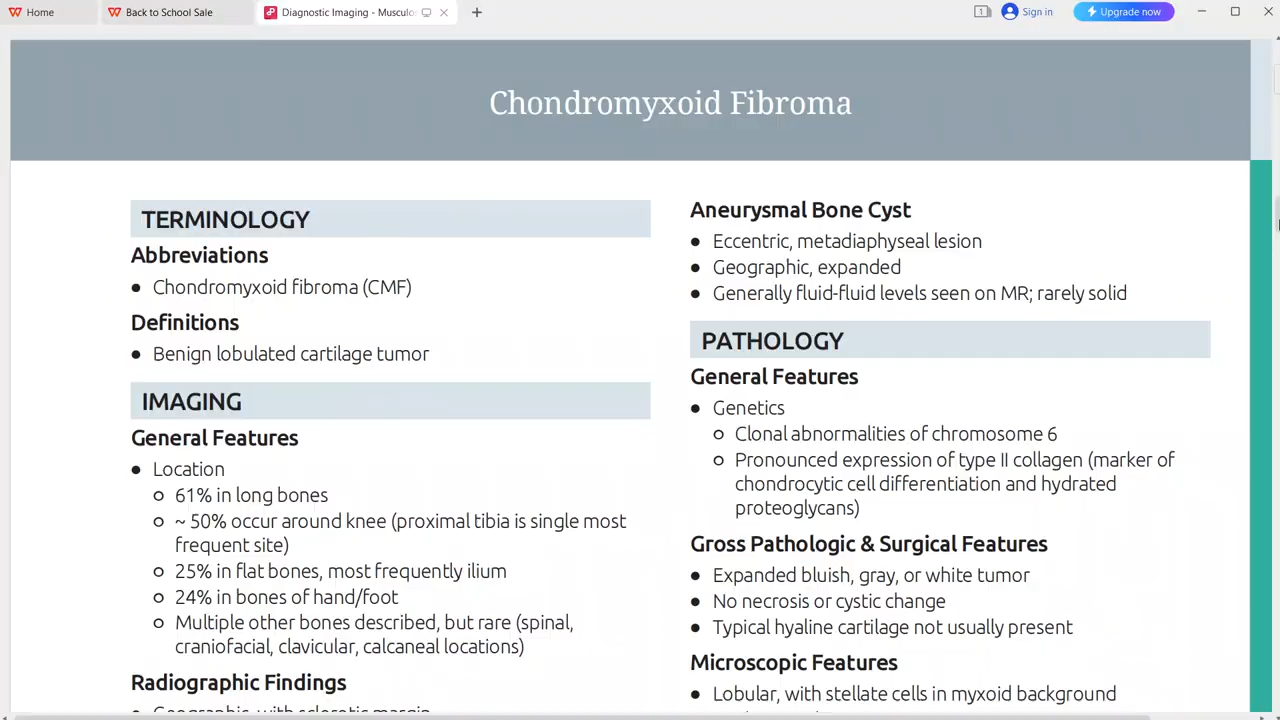 Home
Back to School Sale
Diagnostic Imaging - Musculos
1
Sign in
Upgrade now
Chondromyxoid Fibroma
TERMINOLOGY
Abbreviations
• Chondromyxoid fibroma (CMF)
Definitions
• Benign lobulated cartilage tumor
IMAGING
General Features
• Location
○ 61% in long bones
○ ~ 50% occur around knee (proximal tibia is single most
frequent site)
○ 25% in flat bones, most frequently ilium
○ 24% in bones of hand/foot
○ Multiple other bones described, but rare (spinal,
craniofacial, clavicular, calcaneal locations)
Radiographic Findings
• Geographic, with sclerotic margin
Aneurysmal Bone Cyst
• Eccentric, metadiaphyseal lesion
• Geographic, expanded
• Generally fluid-fluid levels seen on MR; rarely solid
PATHOLOGY
General Features
• Genetics
○ Clonal abnormalities of chromosome 6
○ Pronounced expression of type II collagen (marker of
chondrocytic cell differentiation and hydrated
proteoglycans)
Gross Pathologic & Surgical Features
• Expanded bluish, gray, or white tumor
• No necrosis or cystic change
• Typical hyaline cartilage not usually present
Microscopic Features
• Lobular, with stellate cells in myxoid background